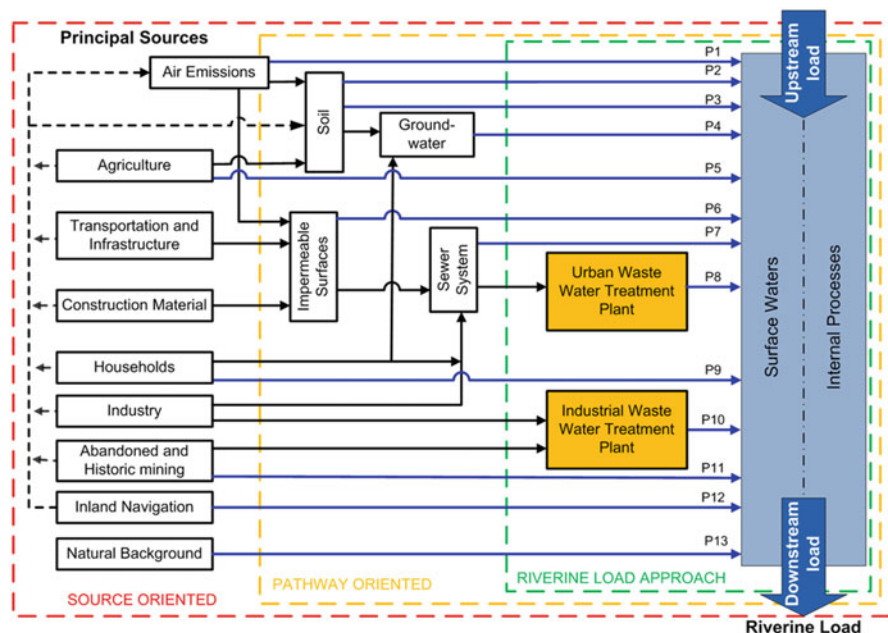 Principal Sources
Air Emissions
Agriculture
Transportation and
Infrastructure
Construction Material
Households
Industry
Abandoned and
Historic mining
Inland Navigation
Natural Background
SOURCE ORIENTED
Soil
Ground-
water
Impermeable
Surfaces
Sewer
System
PATHWAY ORIENTED
Urban Waste
Water Treatment
Plant
Industrial Waste
Water Treatment
Plant
RIVERINE LOAD APPROACH
P1
P2
P3
P4
P5
P6
P7
P8
P9
P10
P11
P12
P13
Upstream
load
Surface Waters
Internal Processes
Downstream
load
Riverine Load